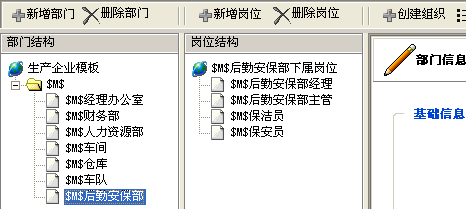 新增部门 删除部门 新增岗位 删除岗位 创建组织
部门结构
生产企业模板
$M$
$M$经理办公室
$M$财务部
$M$人力资源部
$M$车间
$M$仓库
$M$车队
$M$后勤安保部
岗位结构
$M$后勤安保部下属岗位
$M$后勤安保部经理
$M$后勤安保部主管
$M$保洁员
$M$保安员
部门信息
基础信息